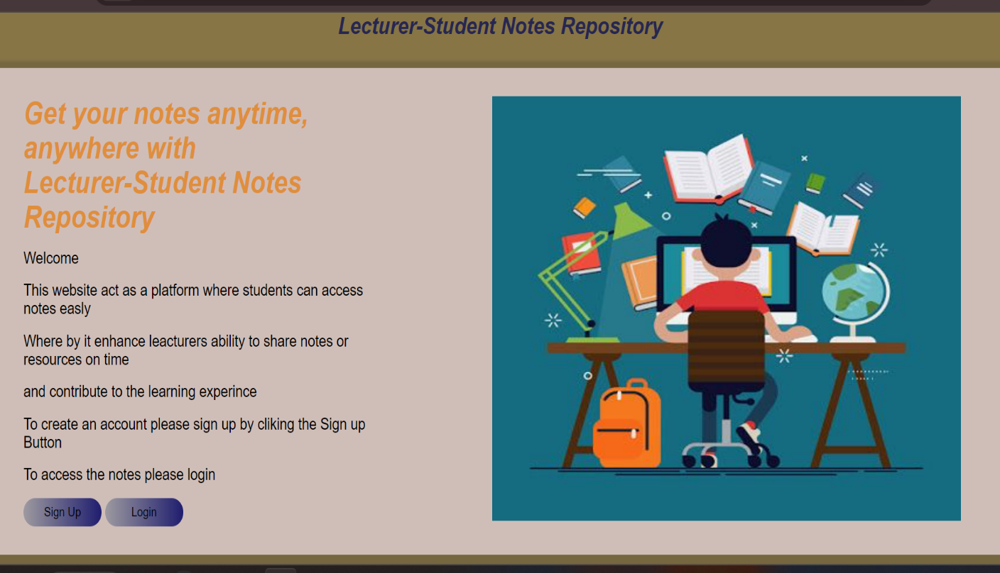 Lecturer-Student Notes Repository
Get your notes anytime,
anywhere with
Lecturer-Student Notes
Repository
Welcome
This website act as a platform where students can access
notes easly
Where by it enhance leacturers ability to share notes or
resources on time
and contribute to the learning experince
To create an account please sign up by cliking the Sign up
Button
To access the notes please login
Sign Up
Login